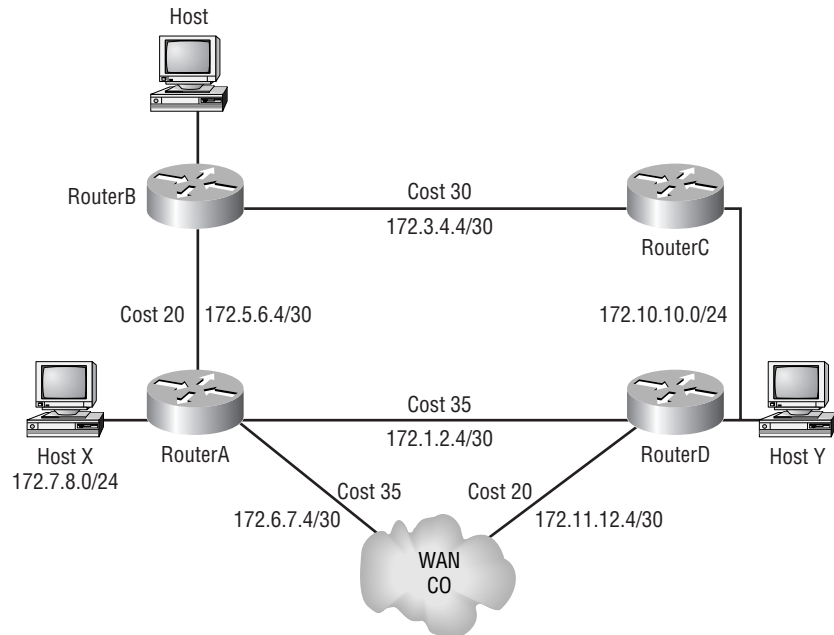 Host
RouterB
Cost 30
172.3.4.4/30
RouterC
Cost 20
172.5.6.4/30
172.10.10.0/24
Host X
172.7.8.0/24
RouterA
Cost 35
172.1.2.4/30
RouterD
Host Y
Cost 35
172.6.7.4/30
Cost 20
172.11.12.4/30
WAN
CO